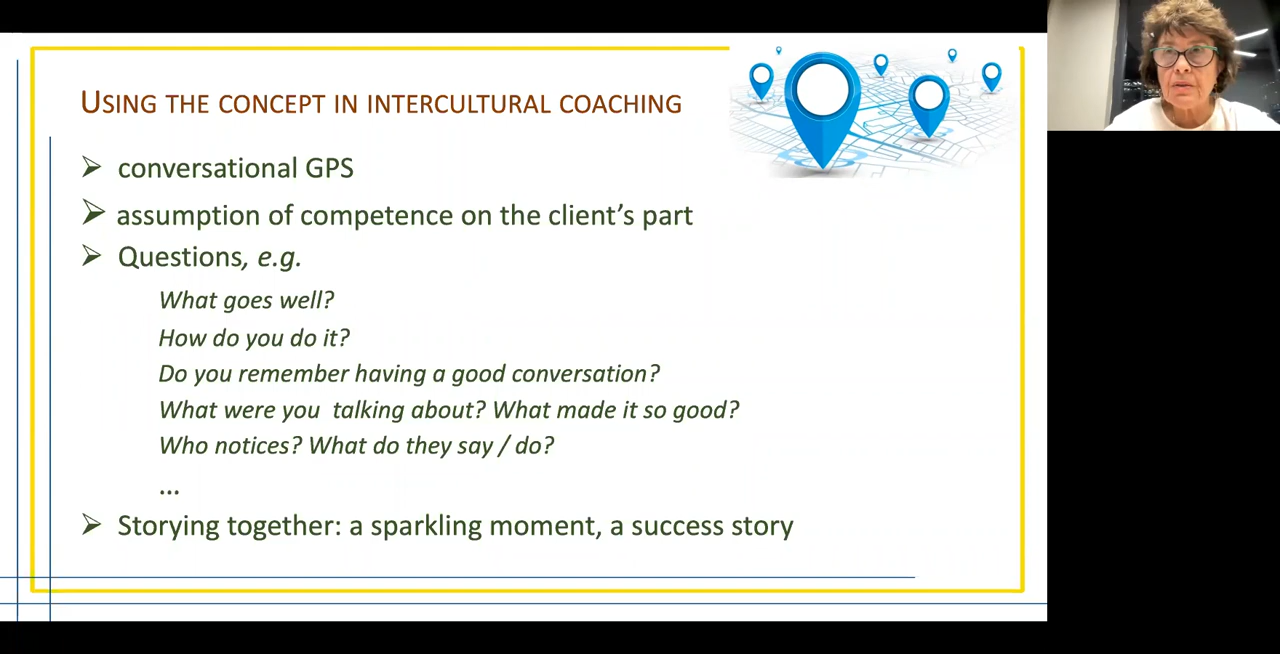 USING THE CONCEPT IN INTERCULTURAL COACHING
conversational GPS
assumption of competence on the client's part
Questions, e.g.
What goes well?
How do you do it?
Do you remember having a good conversation?
What were you  talking about? What made it so good?
Who notices? What do they say / do?
...
Storying together: a sparkling moment, a success story